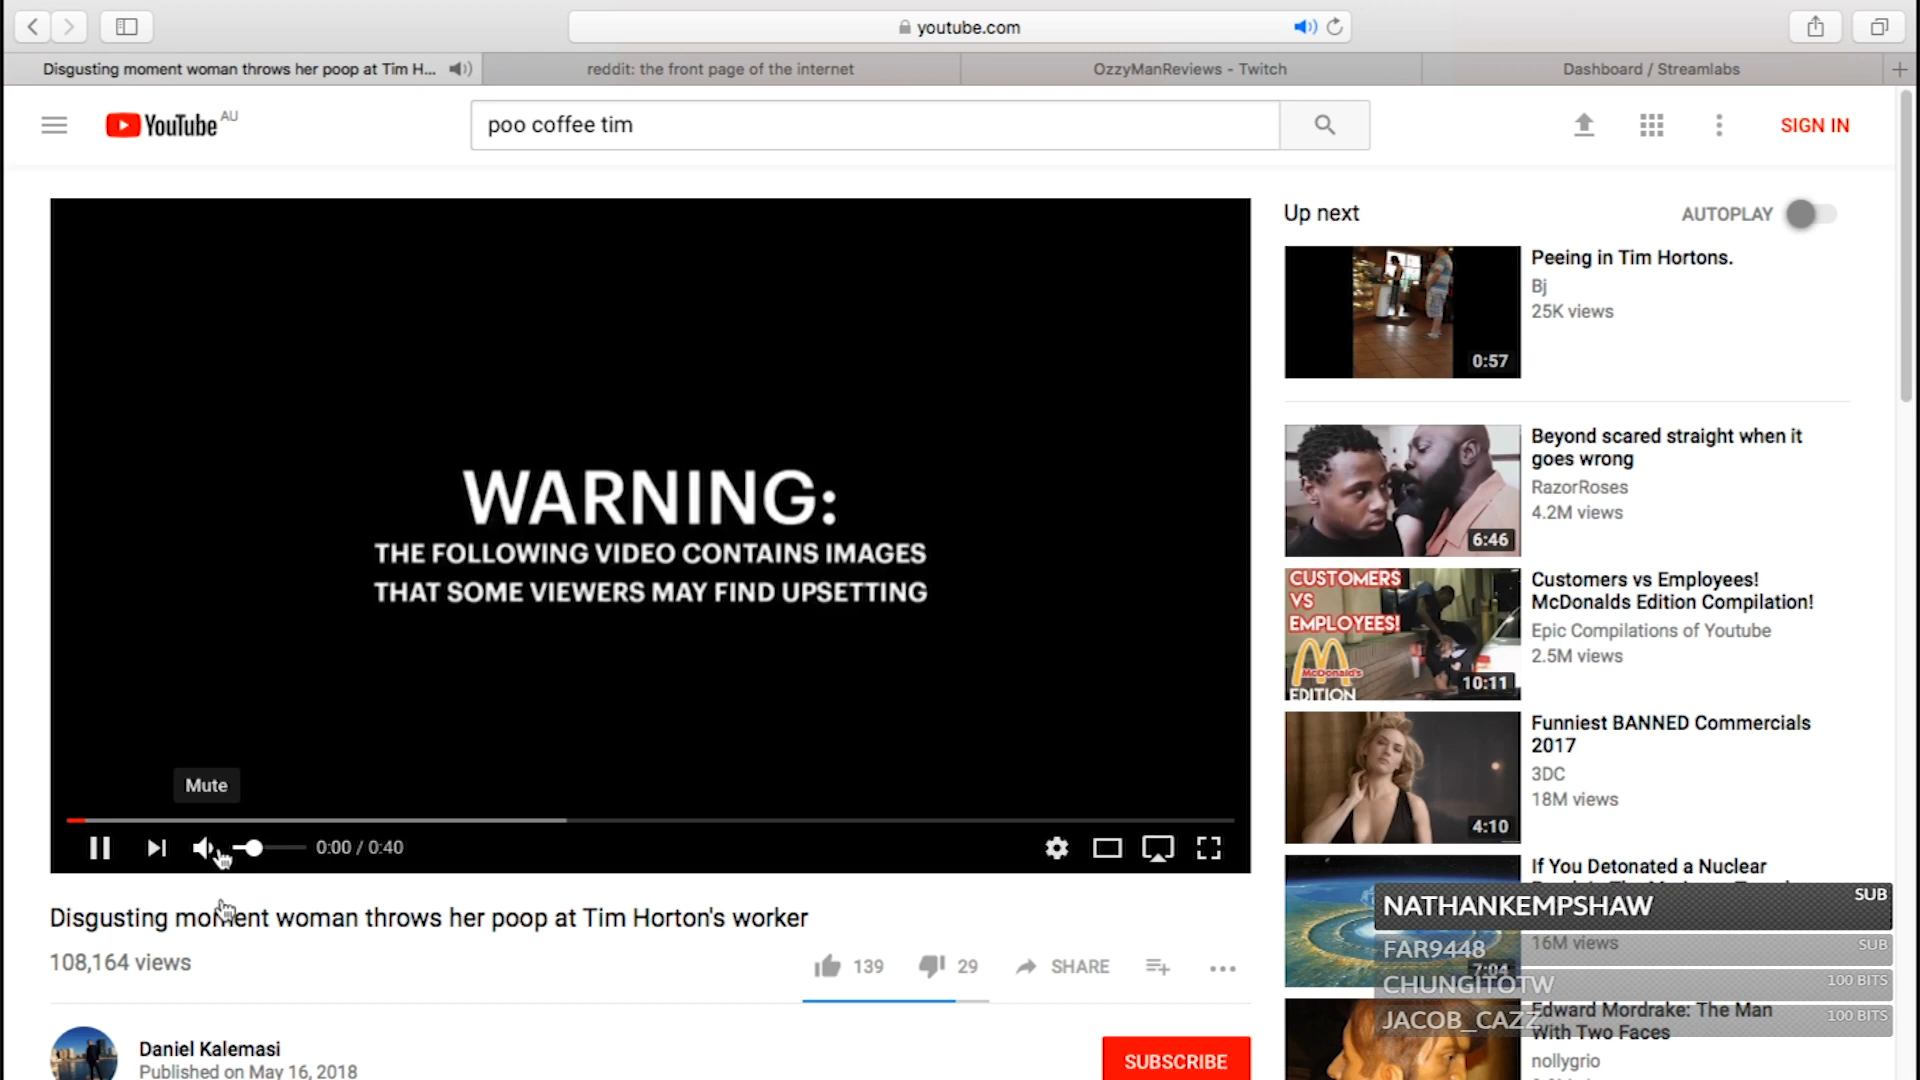 youtube.com
Disgusting moment woman throws her poop at Tim H...
reddit: the front page of the internet
OzzyManReviews - Twitch
Dashboard / Streamlabs
YouTube AU
poo coffee tim
SIGN IN
WARNING:
THE FOLLOWING VIDEO CONTAINS IMAGES
THAT SOME VIEWERS MAY FIND UPSETTING
Mute
0:00 / 0:40
Disgusting moment woman throws her poop at Tim Horton's worker
108,164 views
139
29
SHARE
Daniel Kalemasi
Published on May 16, 2018
SUBSCRIBE
Up next
AUTOPLAY
0:57
Peeing in Tim Hortons.
Bj
25K views
6:46
Beyond scared straight when it
goes wrong
RazorRoses
4.2M views
CUSTOMERS
VS
EMPLOYEES!
McDonald's
EDITION
10:11
Customers vs Employees!
McDonalds Edition Compilation!
Epic Compilations of Youtube
2.5M views
4:10
Funniest BANNED Commercials
2017
3DC
18M views
If You Detonated a Nuclear
16M views
7:04
NATHANKEMPSHAW SUB
FAR9448 SUB
CHUNGITOTW 100 BITS
JACOB_CAZZ 100 BITS
Edward Mordrake: The Man
With Two Faces
nollygrio